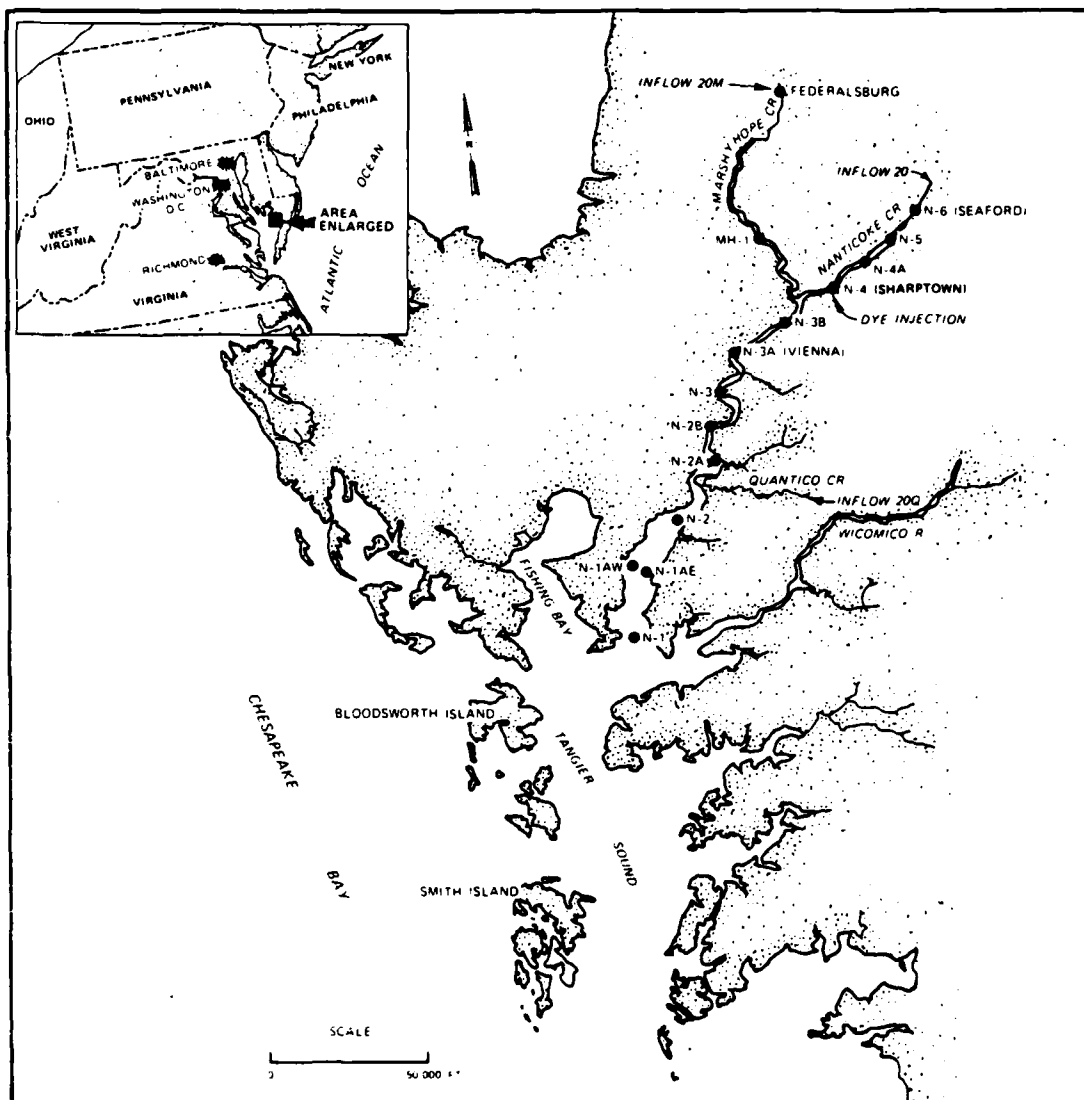 NEW YORK
PENNSYLVANIA
OHIO
PHILADELPHIA
BALTIMORE
WASHINGTON
D.C.
OCEAN
AREA
ENLARGED
WEST
VIRGINIA
RICHMOND
VIRGINIA
ATLANTIC
INFLOW 20M
FEDERALSBURG
MARSHYHOPE CR
INFLOW 20
N-6 (SEAFORD)
MH-1
NANTICOKE CR
N-5
N-4A
N-4 (SHARPTOWN)
DYE INJECTION
N-3B
N-3A (VIENNA)
N-3
N-2B
N-2A
QUANTICO CR
INFLOW 20Q
N-2
WICOMICO R
N-1AW
N-1AE
FISHING BAY
N-1
BLOODSWORTH ISLAND
CHESAPEAKE
TANGIER
SOUND
BAY
SMITH ISLAND
SCALE
0 50 000 FT